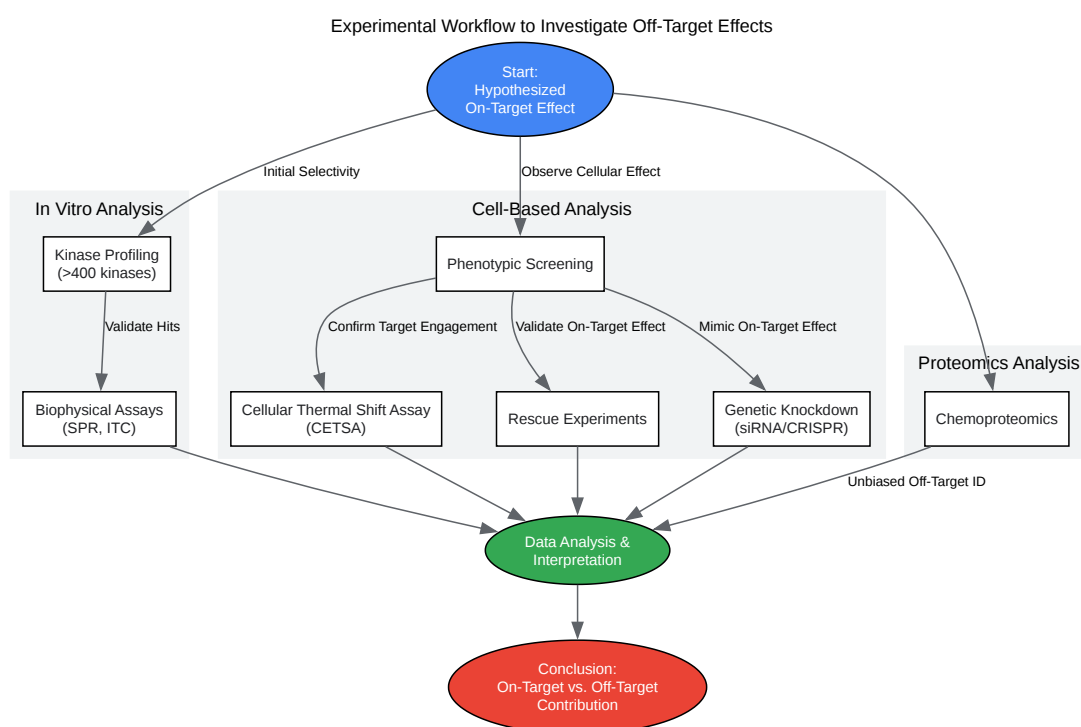 Experimental Workflow to Investigate Off-Target Effects
Start:
Hypothesized
On-Target Effect
Initial Selectivity
Observe Cellular Effect
In Vitro Analysis
Cell-Based Analysis
Kinase Profiling
(>400 kinases)
Phenotypic Screening
Validate Hits
Confirm Target Engagement
Validate On-Target Effect
Mimic On-Target Effect
Proteomics Analysis
Biophysical Assays
(SPR, ITC)
Cellular Thermal Shift Assay
(CETSA)
Rescue Experiments
Genetic Knockdown
(siRNA/CRISPR)
Chemoproteomics
Unbiased Off-Target ID
Data Analysis &
Interpretation
Conclusion:
On-Target vs. Off-Target
Contribution